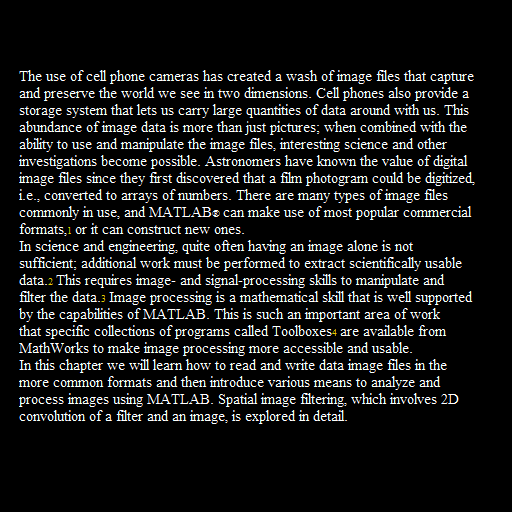 The use of cell phone cameras has created a wash of image files that capture
and preserve the world we see in two dimensions. Cell phones also provide a
storage system that lets us carry large quantities of data around with us. This
abundance of image data is more than just pictures; when combined with the
ability to use and manipulate the image files, interesting science and other
investigations become possible. Astronomers have known the value of digital
image files since they first discovered that a film photogram could be digitized,
i.e., converted to arrays of numbers. There are many types of image files
commonly in use, and MATLAB® can make use of most popular commercial
formats,1 or it can construct new ones.
In science and engineering, quite often having an image alone is not
sufficient; additional work must be performed to extract scientifically usable
data.2 This requires image- and signal-processing skills to manipulate and
filter the data.3 Image processing is a mathematical skill that is well supported
by the capabilities of MATLAB. This is such an important area of work
that specific collections of programs called Toolboxes4 are available from
MathWorks to make image processing more accessible and usable.
In this chapter we will learn how to read and write data image files in the
more common formats and then introduce various means to analyze and
process images using MATLAB. Spatial image filtering, which involves 2D
convolution of a filter and an image, is explored in detail.